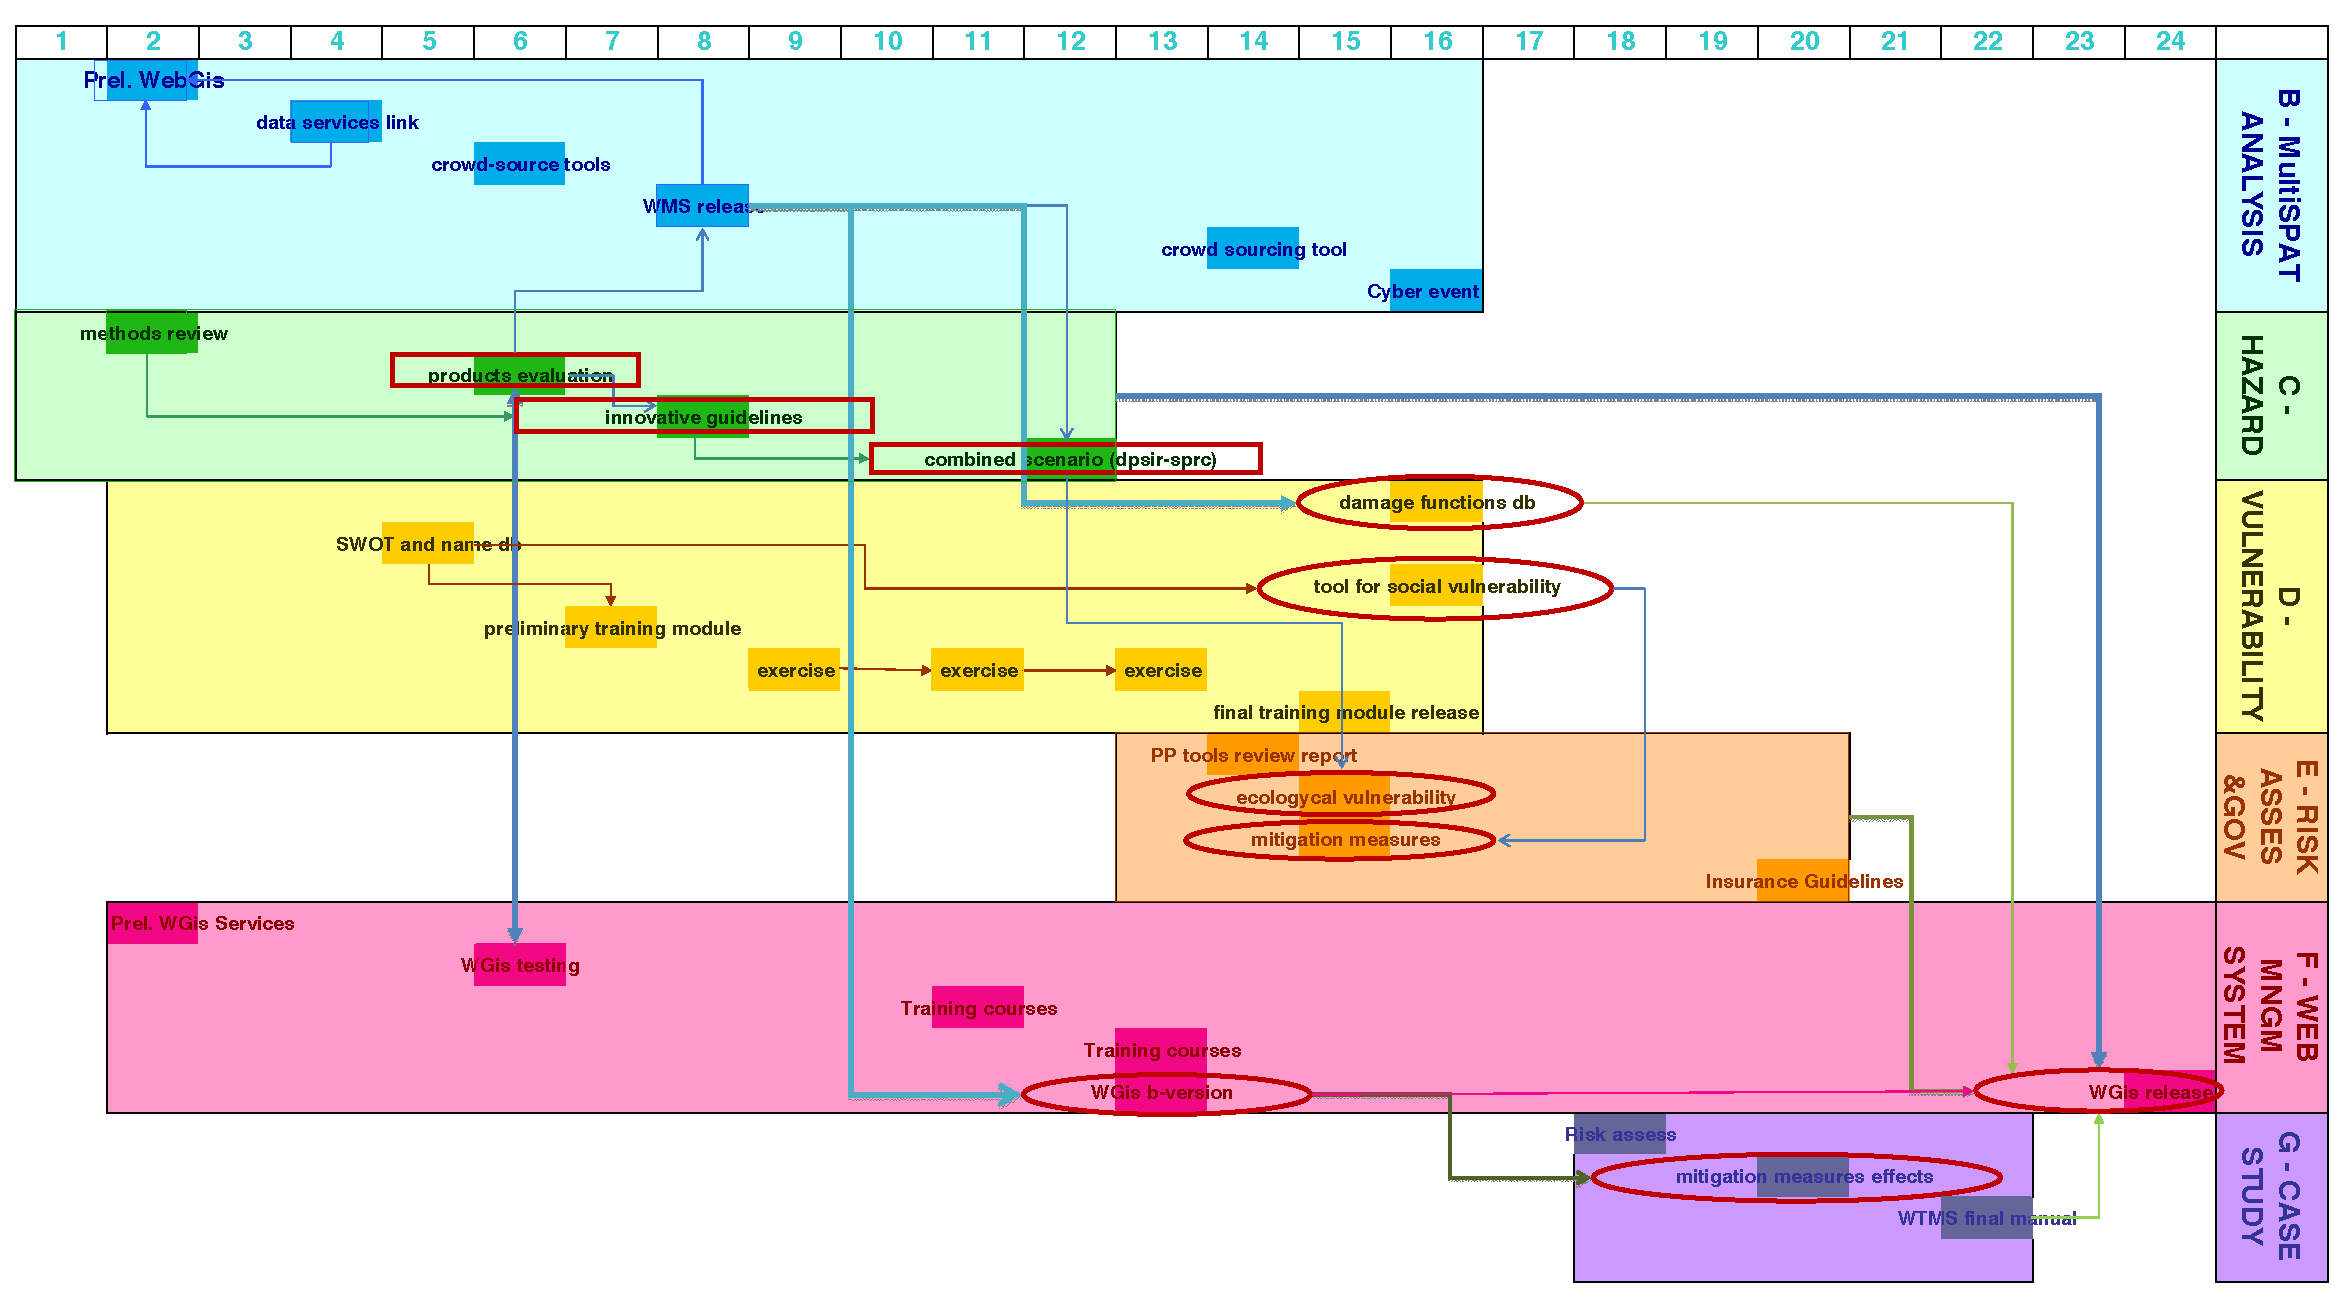 1 2 3 4 5 6 7 8 9 10 11 12 13 14 15 16 17 18 19 20 21 22 23 24
Prel. WebGis
data services link
crowd-source tools
WMS release
crowd sourcing tool
Cyber event
B - MultiSPAT
ANALYSIS
methods review
products evaluation
innovative guidelines
combined scenario (dpsir-sprc)
C -
HAZARD
damage functions db
SWOT and name db
tool for social vulnerability
preliminary training module
exercise exercise exercise
final training module release
D -
VULNERABILITY
PP tools review report
ecologycal vulnerability
mitigation measures
Insurance Guidelines
E - RISK
ASSES
&GOV
Prel. WGis Services
WGis testing
Training courses
Training courses
WGis b-version
WGis release
F - WEB
MNGM
SYSTEM
Risk assess
mitigation measures effects
WTMS final manual
G - CASE
STUDY